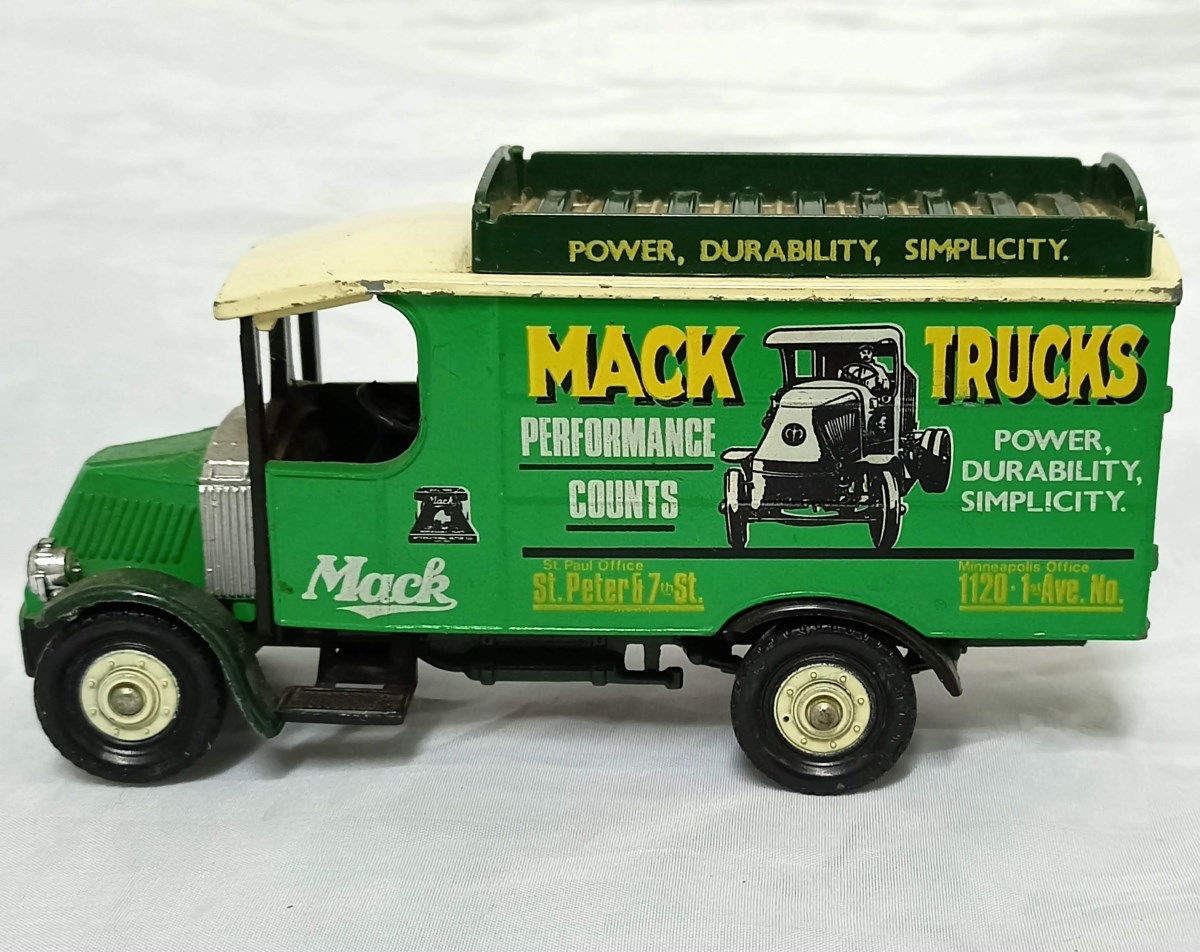 POWER, DURABILITY, SIMPLICITY.
MACK TRUCKS
PERFORMANCE
COUNTS
POWER,
DURABILITY,
SIMPLICITY.
Mack
Mack
St. Paul Office
St. Peter & 7th St.
Minneapolis Office
1120 · 1st Ave. No.